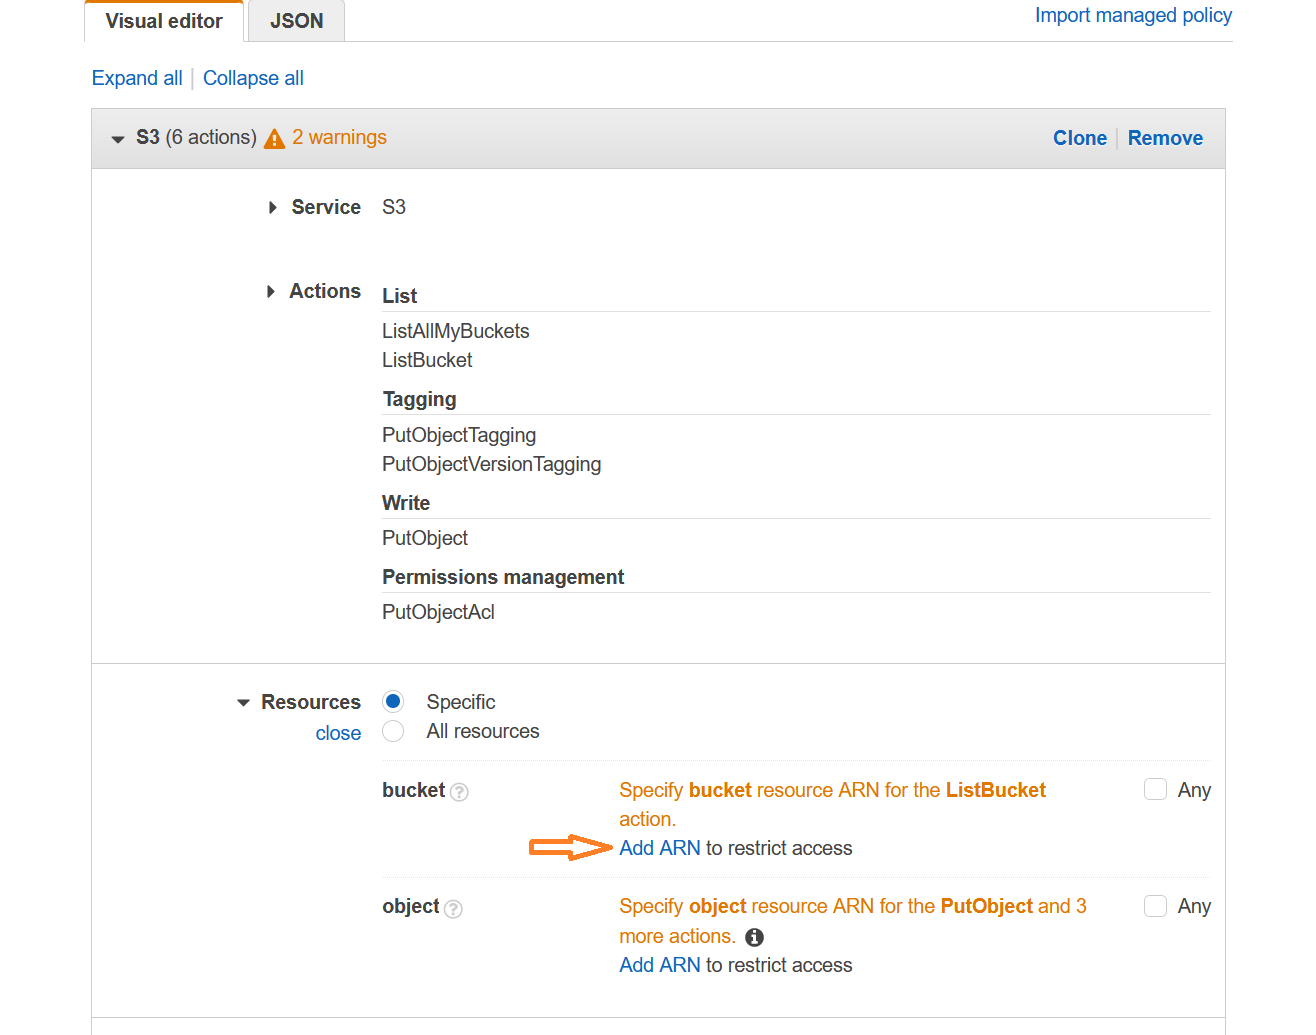 Visual editor
JSON
Import managed policy
Expand all
Collapse all
S3 (6 actions) 2 warnings
Clone
Remove
Service
S3
Actions
List
ListAllMyBuckets
ListBucket
Tagging
PutObjectTagging
PutObjectVersionTagging
Write
PutObject
Permissions management
PutObjectAcl
Resources
close
Specific
All resources
bucket ?
Specify bucket resource ARN for the ListBucket
action.
Add ARN to restrict access
Any
object ?
Specify object resource ARN for the PutObject and 3
more actions.
Add ARN to restrict access
Any